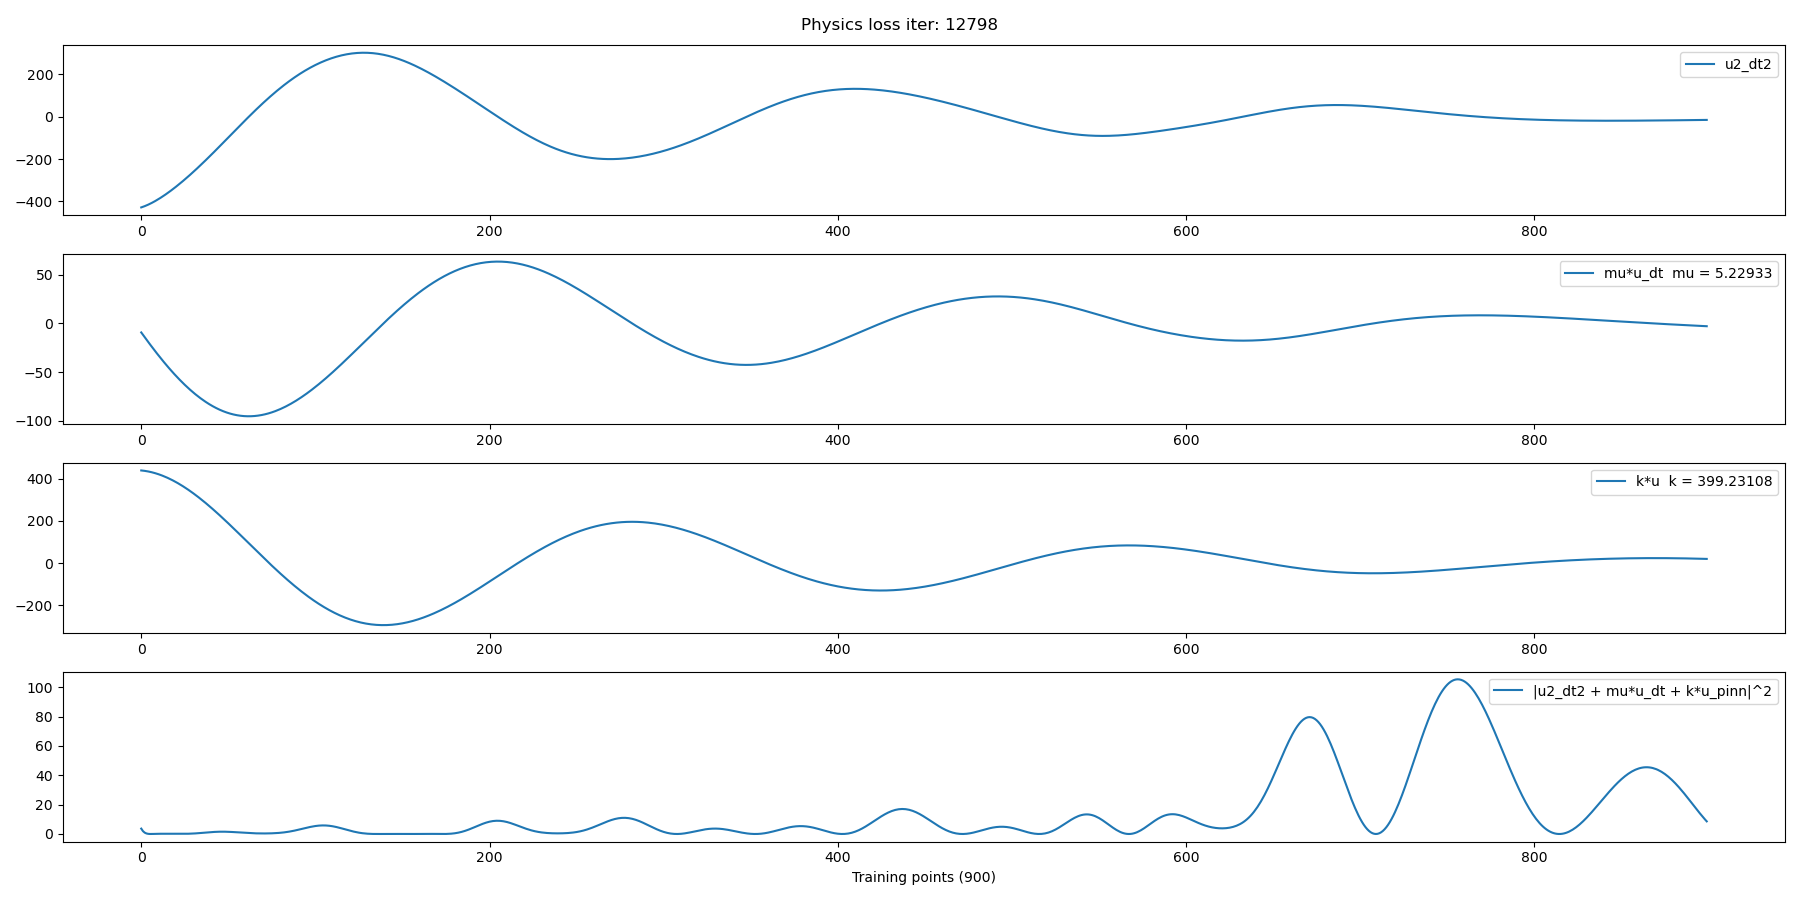 Physics loss iter: 12798
u2_dt2
200
0
−200
−400
0 200 400 600 800
mu*u_dt  mu = 5.22933
50
0
−50
−100
0 200 400 600 800
k*u  k = 399.23108
400
200
0
−200
0 200 400 600 800
|u2_dt2 + mu*u_dt + k*u_pinn|^2
100
80
60
40
20
0
0 200 400 600 800
Training points (900)